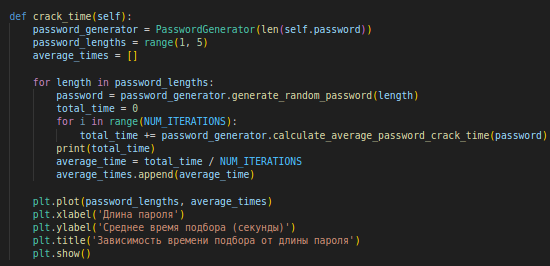 def crack_time(self):
    password_generator = PasswordGenerator(len(self.password))
    password_lengths = range(1, 5)
    average_times = []

    for length in password_lengths:
        password = password_generator.generate_random_password(length)
        total_time = 0
        for i in range(NUM_ITERATIONS):
            total_time += password_generator.calculate_average_password_crack_time(password)
        print(total_time)
        average_time = total_time / NUM_ITERATIONS
        average_times.append(average_time)

    plt.plot(password_lengths, average_times)
    plt.xlabel('Длина пароля')
    plt.ylabel('Среднее время подбора (секунды)')
    plt.title('Зависимость времени подбора от длины пароля')
    plt.show()